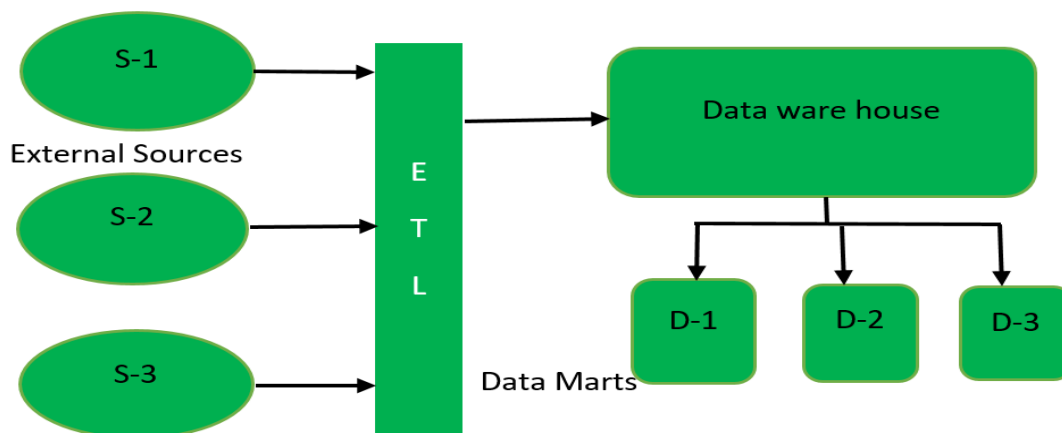 S-1
External Sources
S-2
S-3
E
T
L
Data ware house
D-1
D-2
D-3
Data Marts